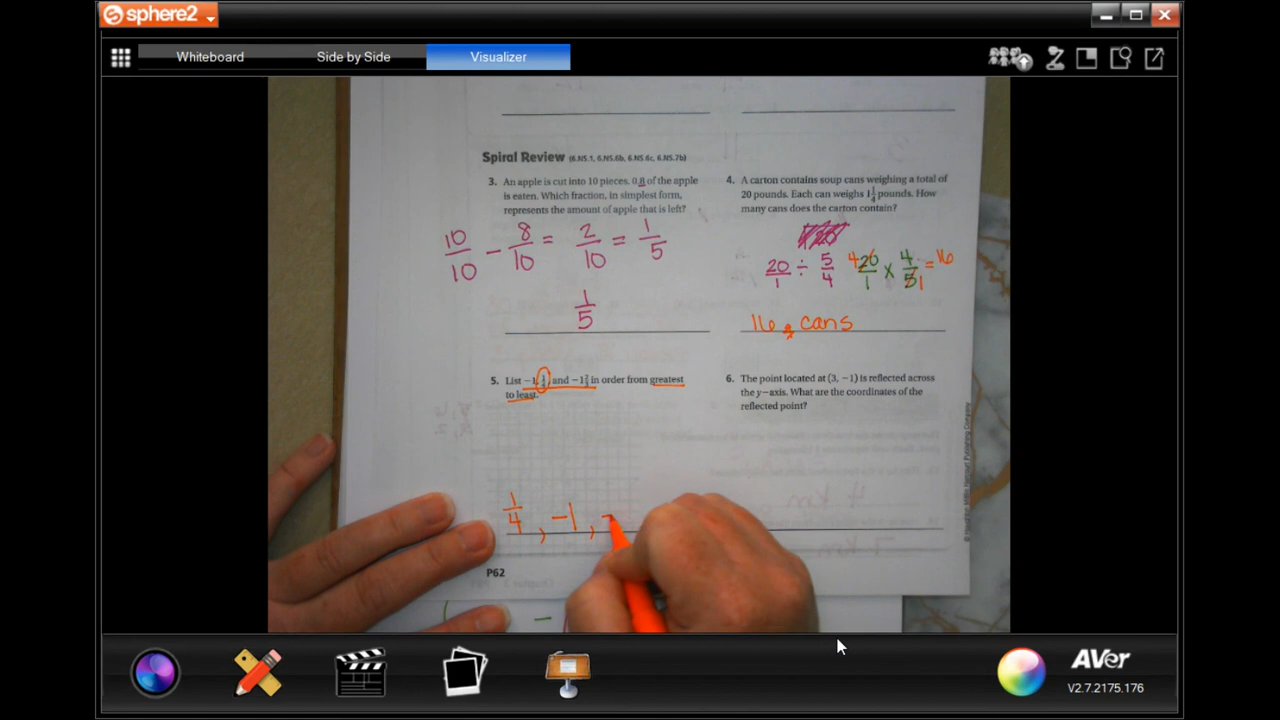 sphere2
Whiteboard
Side by Side
Visualizer
Spiral Review (6.NS.1, 6.NS.6b, 6.NS.6c, 6.NS.7b)
3. An apple is cut into 10 pieces. 0.8 of the apple
is eaten. Which fraction, in simplest form,
represents the amount of apple that is left?
10/10 − 8/10 = 2/10 = 1/5
1/5
4. A carton contains soup cans weighing a total of
20 pounds. Each can weighs 1 1/4 pounds. How
many cans does the carton contain?
20/1 ÷ 5/4 4 20/1 x 4/5 1 = 16
16 cans
5. List −1, 1/4, and −1 2/3 in order from greatest
to least.
1/4, −1, −
6. The point located at (3, −1) is reflected across
the y−axis. What are the coordinates of the
reflected point?
P62
AVer
V2.7.2175.176